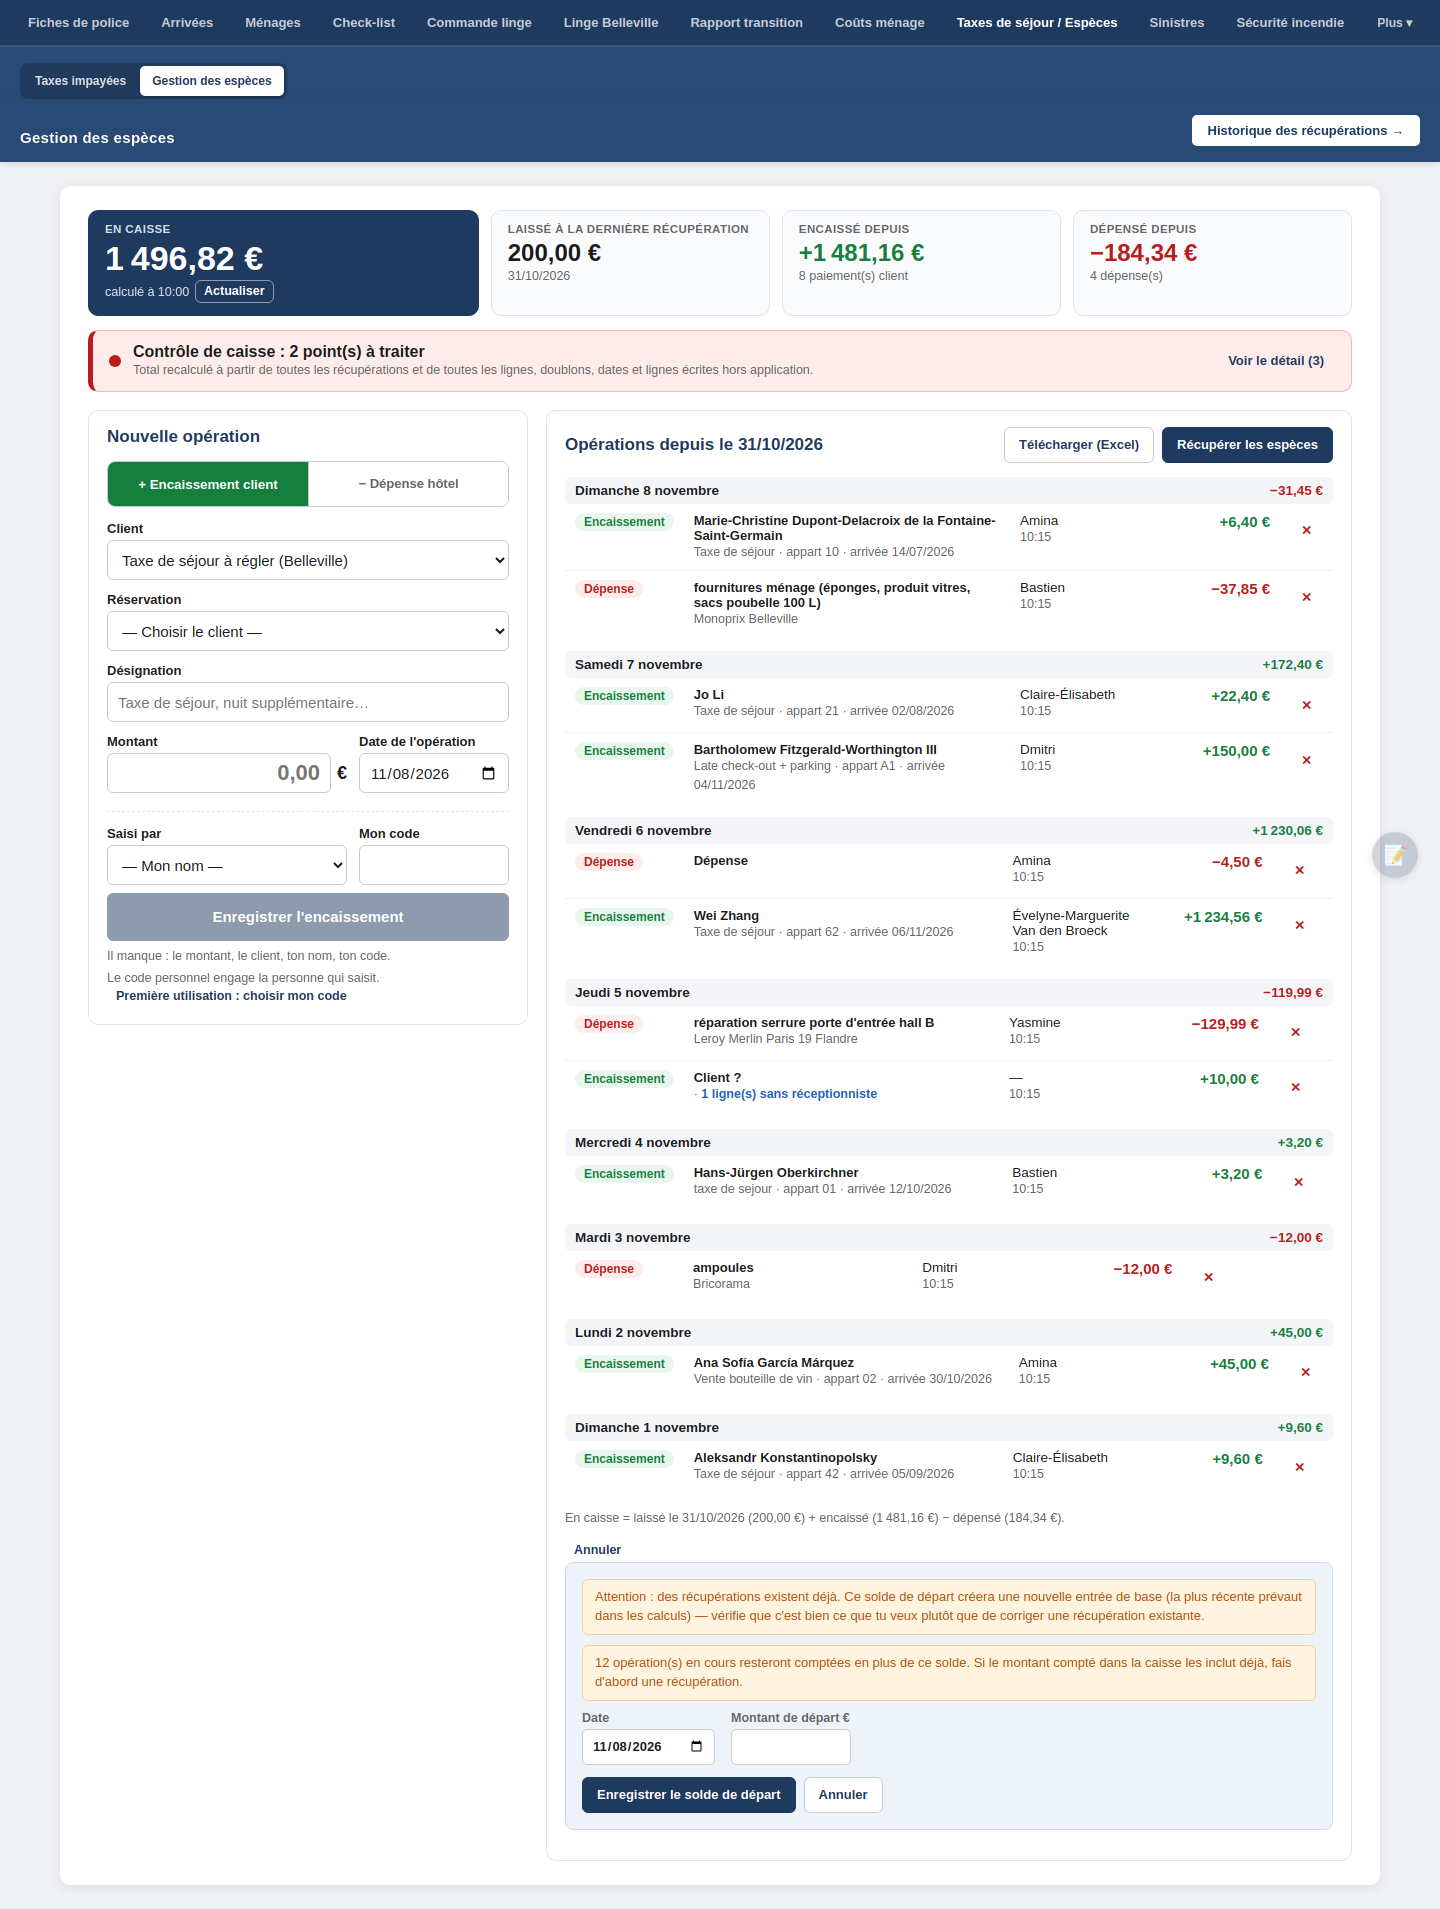 Fiches de police Arrivées Ménages Check-list Commande linge Linge Belleville Rapport transition Coûts ménage Taxes de séjour / Espèces Sinistres Sécurité incendie Plus ▾
Taxes impayées Gestion des espèces
Gestion des espèces
Historique des récupérations →
EN CAISSE
1 496,82 €
calculé à 10:00 Actualiser
LAISSÉ À LA DERNIÈRE RÉCUPÉRATION
200,00 €
31/10/2026
ENCAISSÉ DEPUIS
+1 481,16 €
8 paiement(s) client
DÉPENSÉ DEPUIS
−184,34 €
4 dépense(s)
Contrôle de caisse : 2 point(s) à traiter
Total recalculé à partir de toutes les récupérations et de toutes les lignes, doublons, dates et lignes écrites hors application.
Voir le détail (3)
Nouvelle opération
+ Encaissement client − Dépense hôtel
Client
Taxe de séjour à régler (Belleville)
Réservation
— Choisir le client —
Désignation
Taxe de séjour, nuit supplémentaire…
Montant Date de l'opération
0,00 € 11/08/2026
Saisi par Mon code
— Mon nom —
Enregistrer l'encaissement
Il manque : le montant, le client, ton nom, ton code.
Le code personnel engage la personne qui saisit.
Première utilisation : choisir mon code
Opérations depuis le 31/10/2026
Télécharger (Excel) Récupérer les espèces
Dimanche 8 novembre −31,45 €
Encaissement Marie-Christine Dupont-Delacroix de la Fontaine- Amina +6,40 € ×
Saint-Germain 10:15
Taxe de séjour · appart 10 · arrivée 14/07/2026
Dépense fournitures ménage (éponges, produit vitres, Bastien −37,85 € ×
sacs poubelle 100 L) 10:15
Monoprix Belleville
Samedi 7 novembre +172,40 €
Encaissement Jo Li Claire-Élisabeth +22,40 € ×
Taxe de séjour · appart 21 · arrivée 02/08/2026 10:15
Encaissement Bartholomew Fitzgerald-Worthington III Dmitri +150,00 € ×
Late check-out + parking · appart A1 · arrivée 10:15
04/11/2026
Vendredi 6 novembre +1 230,06 €
Dépense Dépense Amina −4,50 € ×
10:15
Encaissement Wei Zhang Évelyne-Marguerite +1 234,56 € ×
Taxe de séjour · appart 62 · arrivée 06/11/2026 Van den Broeck
10:15
Jeudi 5 novembre −119,99 €
Dépense réparation serrure porte d'entrée hall B Yasmine −129,99 € ×
Leroy Merlin Paris 19 Flandre 10:15
Encaissement Client ? — +10,00 € ×
· 1 ligne(s) sans réceptionniste 10:15
Mercredi 4 novembre +3,20 €
Encaissement Hans-Jürgen Oberkirchner Bastien +3,20 € ×
taxe de sejour · appart 01 · arrivée 12/10/2026 10:15
Mardi 3 novembre −12,00 €
Dépense ampoules Dmitri −12,00 € ×
Bricorama 10:15
Lundi 2 novembre +45,00 €
Encaissement Ana Sofía García Márquez Amina +45,00 € ×
Vente bouteille de vin · appart 02 · arrivée 30/10/2026 10:15
Dimanche 1 novembre +9,60 €
Encaissement Aleksandr Konstantinopolsky Claire-Élisabeth +9,60 € ×
Taxe de séjour · appart 42 · arrivée 05/09/2026 10:15
En caisse = laissé le 31/10/2026 (200,00 €) + encaissé (1 481,16 €) − dépensé (184,34 €).
Annuler
Attention : des récupérations existent déjà. Ce solde de départ créera une nouvelle entrée de base (la plus récente prévaut
dans les calculs) — vérifie que c'est bien ce que tu veux plutôt que de corriger une récupération existante.
12 opération(s) en cours resteront comptées en plus de ce solde. Si le montant compté dans la caisse les inclut déjà, fais
d'abord une récupération.
Date Montant de départ €
11/08/2026
Enregistrer le solde de départ Annuler